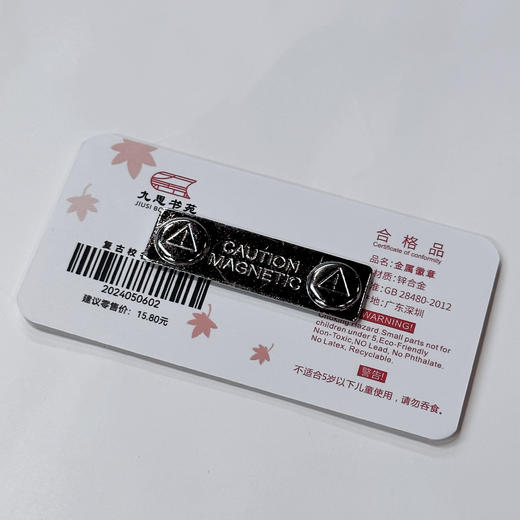 九思书苑
JIUSI BO
复古校
2024050602
建议零售价：15.80元
CAUTION
MAGNETIC
合格品
Certificate of conformity
品名：金属徽章
材质：锌合金
准：GB 28480-2012
地：广东深圳
WARNING!
Choking Hazard. Small parts not for
children under 5, Eco-Friendly
Non-Toxic, NO Lead, No Phthalate.
No Latex, Recyclable.
警告!
不适合5岁以下儿童使用，请勿吞食。